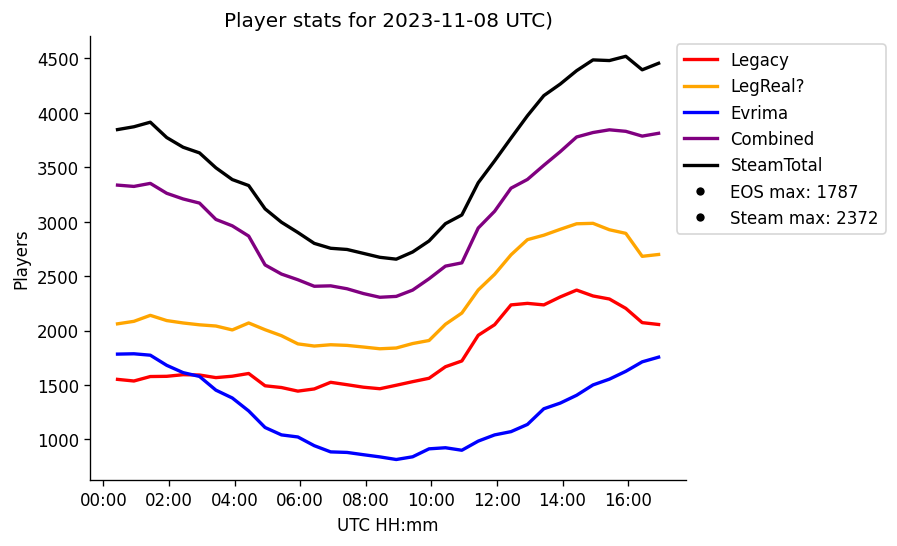 Player stats for 2023-11-08 UTC)
4500
4000
3500
3000
2500
2000
1500
1000
Players
00:00 02:00 04:00 06:00 08:00 10:00 12:00 14:00 16:00
UTC HH:mm
Legacy
LegReal?
Evrima
Combined
SteamTotal
EOS max: 1787
Steam max: 2372